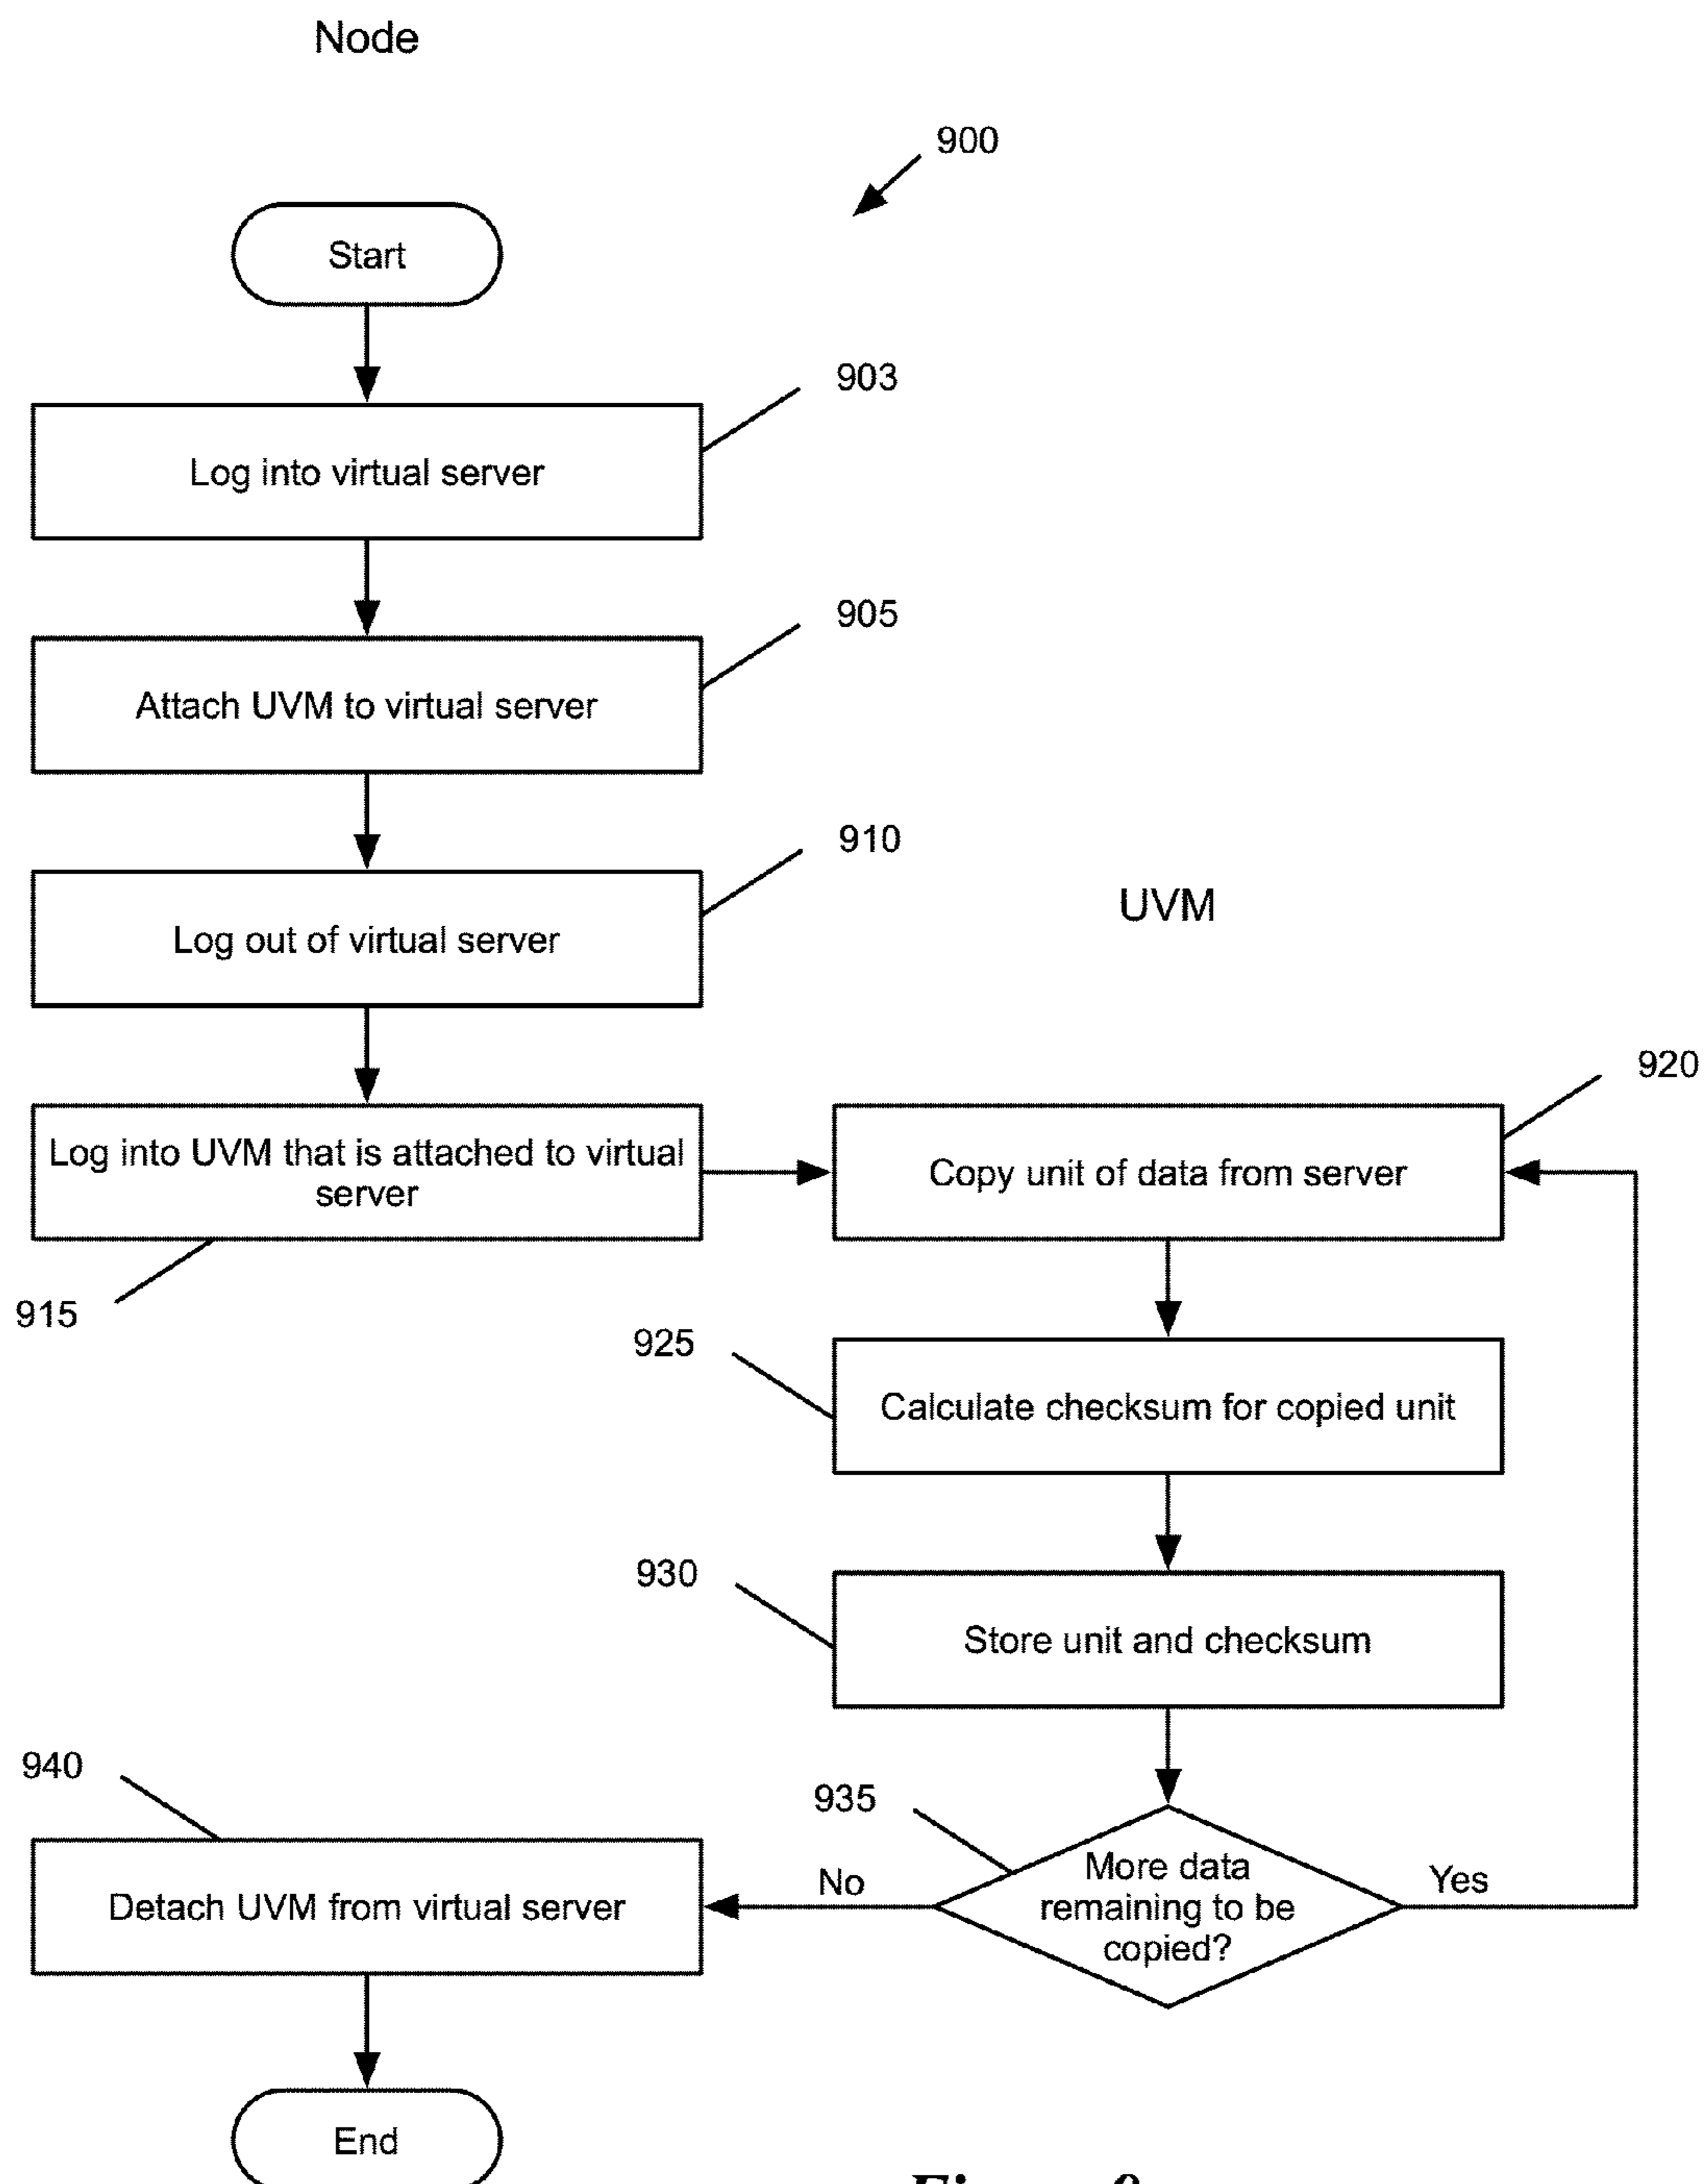 Node
900
Start
903
Log into virtual server
905
Attach UVM to virtual server
910
Log out of virtual server
UVM
920
Log into UVM that is attached to virtual
server
Copy unit of data from server
915
925
Calculate checksum for copied unit
930
Store unit and checksum
940
935
More data
remaining to be
copied?
No
Yes
Detach UVM from virtual server
End